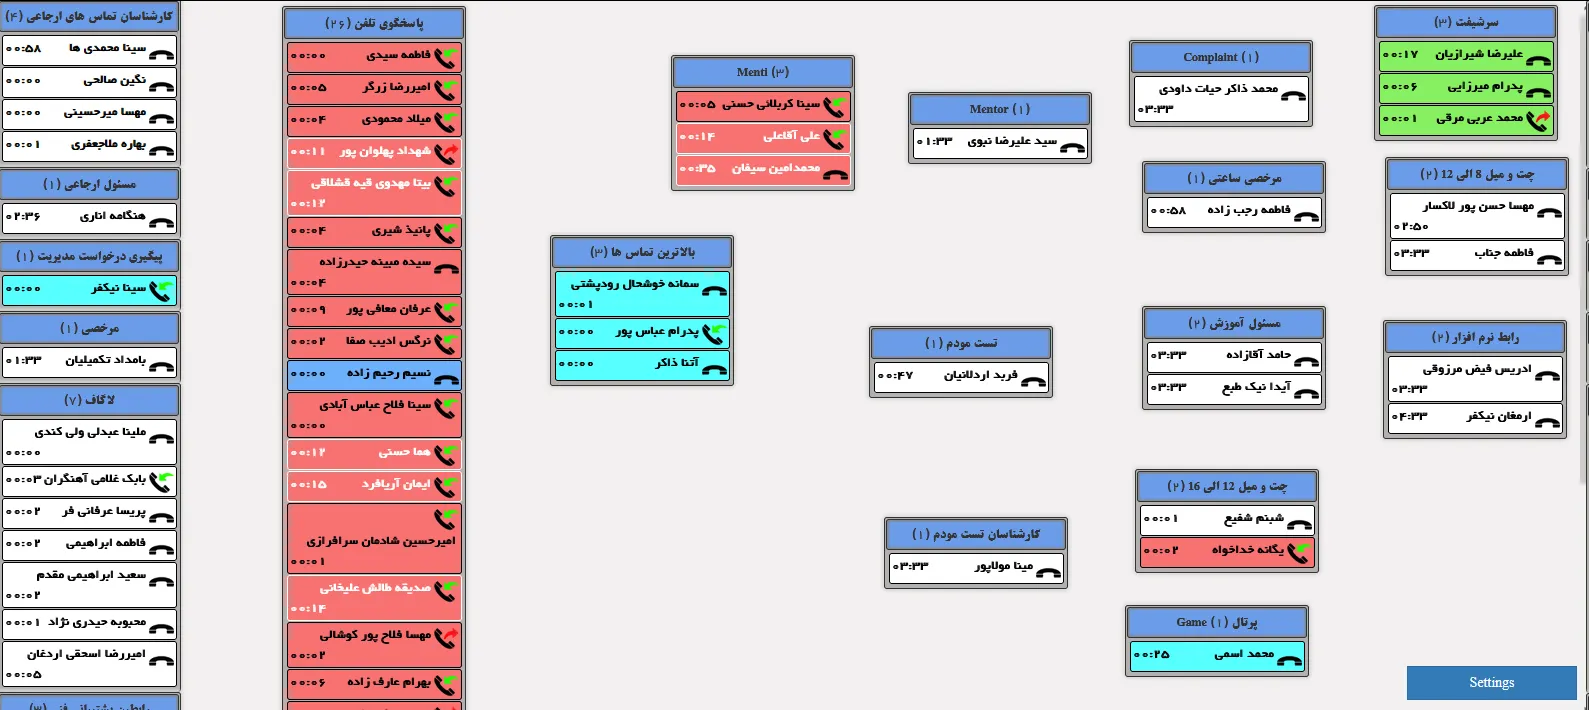 سرشیفت (۳)
علیرضا شیرازیان ۰۰:۱۷
پدرام میرزایی ۰۰:۰۶
محمد عربی مرقی ۰۰:۰۱
چت و میل 8 الی 12 (۲)
مهسا حسن پور لاکسار
۰۲:۵۰
فاطمه جناب ۰۳:۳۳
رابط نرم افزار (۲)
ادریس فیض مرزوقی
۰۳:۳۳
ارمغان نیکفر ۰۴:۳۳
Settings
Complaint (۱)
محمد ذاکر حیات داودی
۰۳:۳۳
مرخصی ساعتی (۱)
فاطمه رجب زاده ۰۰:۵۸
مسئول آموزش (۲)
حامد آقازاده ۰۳:۳۳
آیدا نیک طبع ۰۳:۳۳
چت و میل 12 الی 16 (۲)
شبنم شفیع ۰۰:۰۱
یگانه خداخواه ۰۰:۰۲
پرتال Game (۱)
محمد اسمی ۰۰:۲۵
Mentor (۱)
سید علیرضا نبوی ۰۱:۳۳
تست مودم (۱)
فرید اردلانیان ۰۰:۴۷
کارشناسان تست مودم (۱)
مینا مولاپور ۰۳:۳۳
Menti (۳)
سینا کربلائی حسنی ۰۰:۰۵
علی آقاعلی ۰۰:۱۴
محمدامین سیفان ۰۰:۳۵
بالاترین تماس ها (۳)
سمانه خوشحال رودپشتی
۰۰:۰۱
پدرام عباس پور ۰۰:۰۰
آتنا ذاکر ۰۰:۰۰
پاسخگوی تلفن (۲۶)
فاطمه سیدی ۰۰:۰۰
امیررضا زرگر ۰۰:۰۵
میلاد محمودی ۰۰:۰۴
شهداد پهلوان پور ۰۰:۱۱
بیتا مهدوی قیه قشلاقی
۰۰:۱۲
پانیذ شیری ۰۰:۰۴
سیده مبینه حیدرزاده
۰۰:۰۴
عرفان معافی پور ۰۰:۰۹
نرگس ادیب صفا ۰۰:۰۲
نسیم رحیم زاده ۰۰:۰۰
سینا فلاح عباس آبادی
۰۰:۰۰
هما حسنی ۰۰:۱۲
ایمان آریافرد ۰۰:۱۵
امیرحسین شادمان سرافرازی
۰۰:۰۱
صدیقه طالش علیخانی
۰۰:۱۴
مهسا فلاح پور کوشالی
۰۰:۰۲
بهرام عارف زاده ۰۰:۰۶
کارشناسان تماس های ارجاعی (۴)
سینا محمدی ها ۰۰:۵۸
نگین صالحی ۰۰:۰۰
مهسا میرحسینی ۰۰:۰۰
بهاره ملاجعفری ۰۰:۰۱
مسئول ارجاعی (۱)
هنگامه اناری ۰۲:۳۶
پیگیری درخواست مدیریت (۱)
سینا نیکفر ۰۰:۰۰
مرخصی (۱)
بامداد تکمیلیان ۰۱:۳۳
لاگاف (۷)
ملینا عبدلی ولی کندی
۰۰:۰۰
بابک غلامی آهنگران ۰۰:۰۳
پریسا عرفانی فر ۰۰:۰۲
فاطمه ابراهیمی ۰۰:۰۲
سعید ابراهیمی مقدم
۰۰:۰۲
محبوبه حیدری نژاد ۰۰:۰۱
امیررضا اسحقی اردغان
۰۰:۰۵